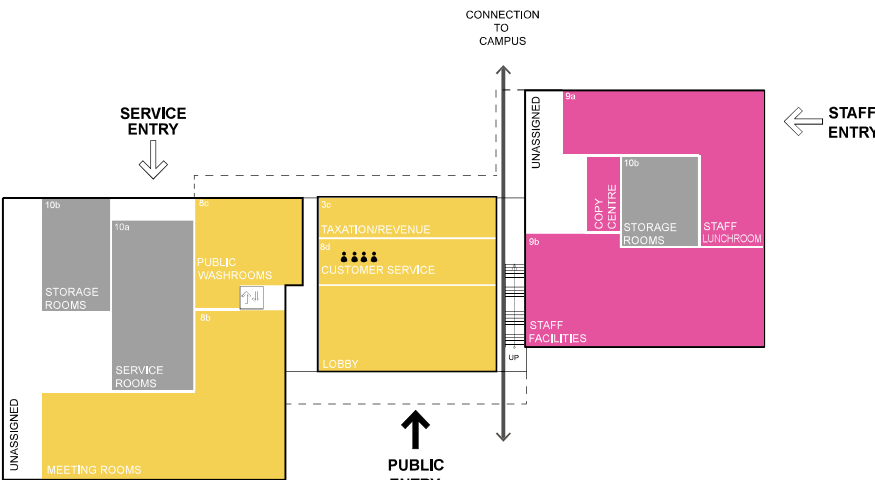 CONNECTION
TO
CAMPUS
SERVICE
ENTRY
STAFF
ENTRY
UNASSIGNED
9a
10b
COPY
CENTRE
STORAGE
ROOMS
STAFF
LUNCHROOM
9b
STAFF
FACILITIES
UP
10b
10a
8c
3c
TAXATION/REVENUE
8d
CUSTOMER SERVICE
PUBLIC
WASHROOMS
STORAGE
ROOMS
8b
SERVICE
ROOMS
LOBBY
UNASSIGNED
MEETING ROOMS
PUBLIC
ENTRY